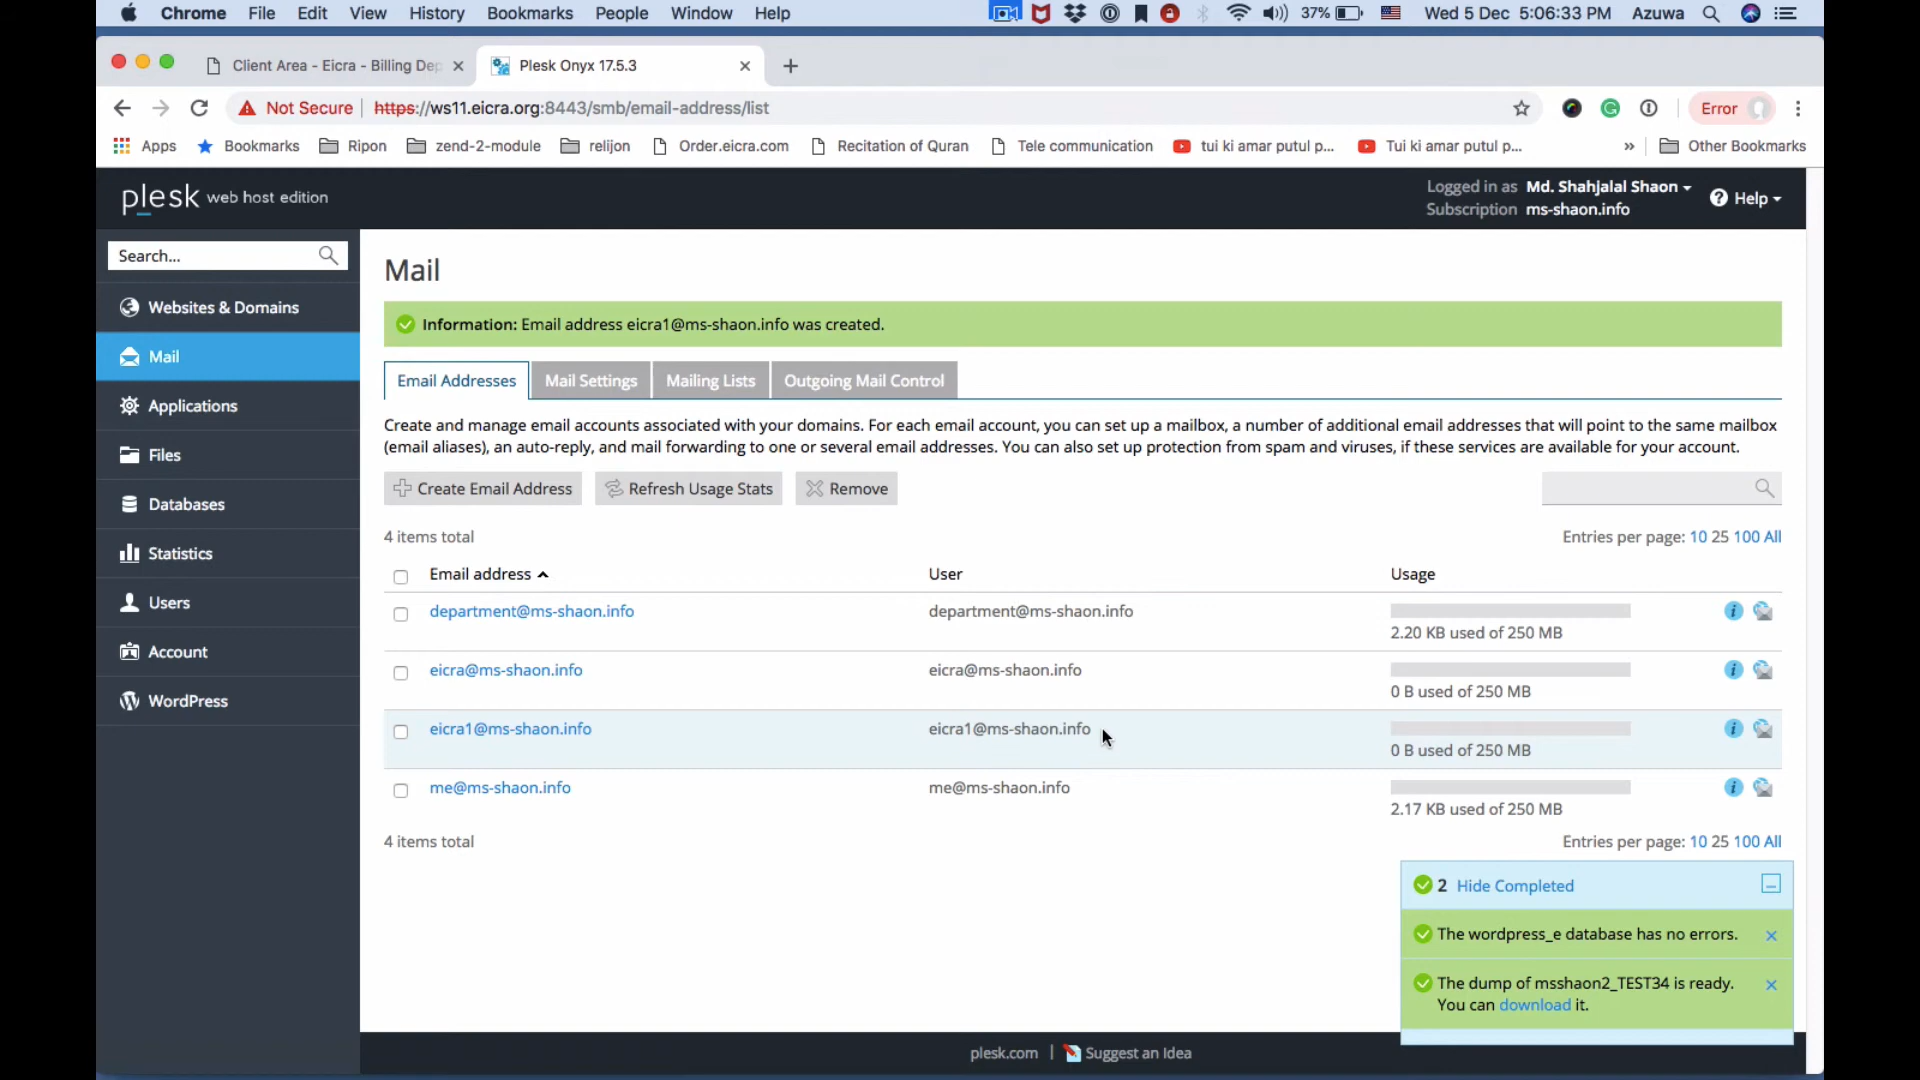 Chrome File Edit View History Bookmarks People Window Help 37% Wed 5 Dec 5:06:33 PM Azuwa
Client Area - Eicra - Billing Dep Plesk Onyx 17.5.3
Not Secure https://ws11.eicra.org:8443/smb/email-address/list Error
Apps Bookmarks Ripon zend-2-module relijon Order.eicra.com Recitation of Quran Tele communication tui ki amar putul p... Tui ki amar putul p... » Other Bookmarks
plesk web host edition
Logged in as Md. Shahjalal Shaon
Subscription ms-shaon.info
Help
Search...
Websites & Domains
Mail
Applications
Files
Databases
Statistics
Users
Account
WordPress
Mail
Information: Email address eicra1@ms-shaon.info was created.
Email Addresses Mail Settings Mailing Lists Outgoing Mail Control
Create and manage email accounts associated with your domains. For each email account, you can set up a mailbox, a number of additional email addresses that will point to the same mailbox
(email aliases), an auto-reply, and mail forwarding to one or several email addresses. You can also set up protection from spam and viruses, if these services are available for your account.
Create Email Address Refresh Usage Stats Remove
4 items total Entries per page: 10 25 100 All
Email address User Usage
department@ms-shaon.info department@ms-shaon.info
2.20 KB used of 250 MB
eicra@ms-shaon.info eicra@ms-shaon.info
0 B used of 250 MB
eicra1@ms-shaon.info eicra1@ms-shaon.info
0 B used of 250 MB
me@ms-shaon.info me@ms-shaon.info
2.17 KB used of 250 MB
4 items total Entries per page: 10 25 100 All
2 Hide Completed
The wordpress_e database has no errors.
The dump of msshaon2_TEST34 is ready.
You can download it.
plesk.com | Suggest an Idea